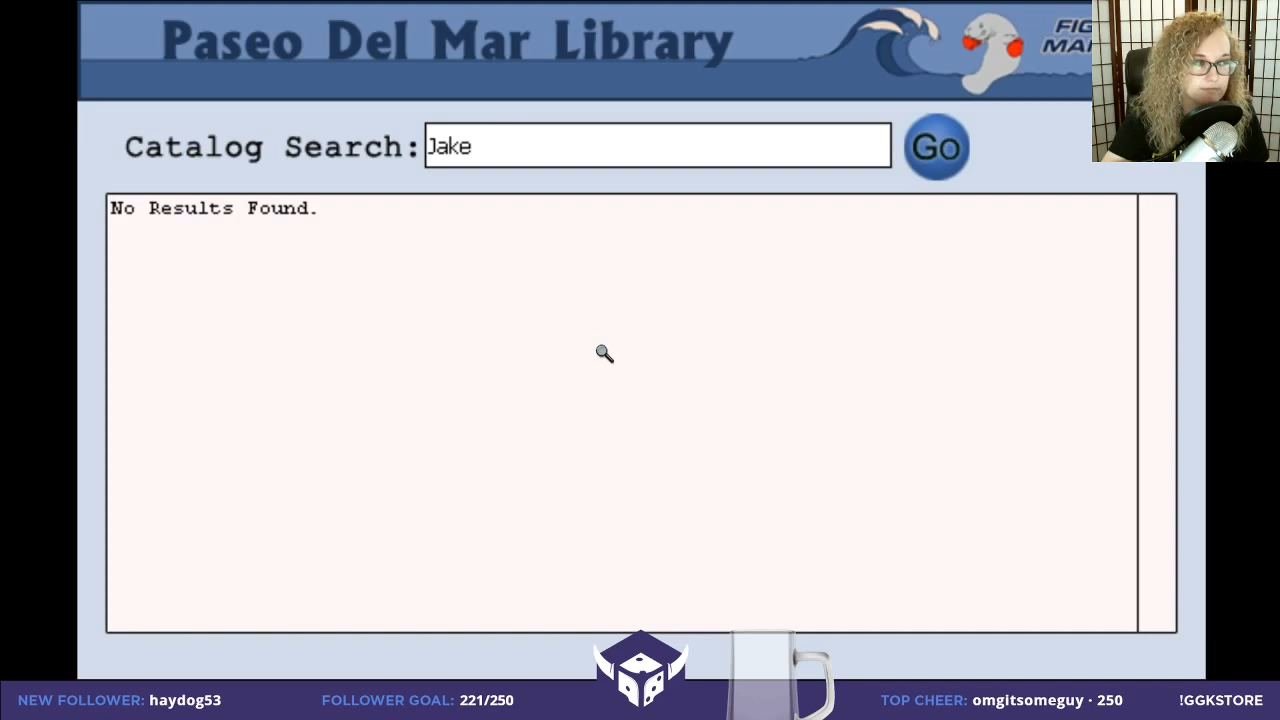 Paseo Del Mar Library
Catalog Search:
Jake
Go
No Results Found.
NEW FOLLOWER: haydog53
FOLLOWER GOAL: 221/250
TOP CHEER: omgitsomeguy · 250
!GGKSTORE